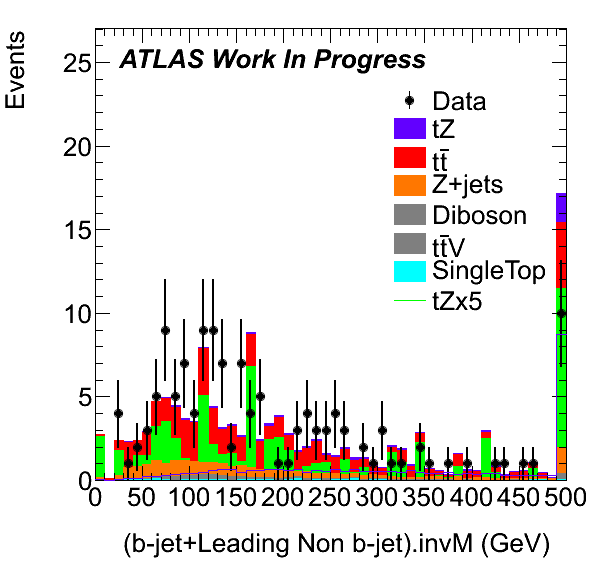 Events
25
20
15
10
5
0
ATLAS Work In Progress
Data
tZ
tt̄
Z+jets
Diboson
tt̄V
SingleTop
tZx5
0 50 100 150 200 250 300 350 400 450 500
(b-jet+Leading Non b-jet).invM (GeV)